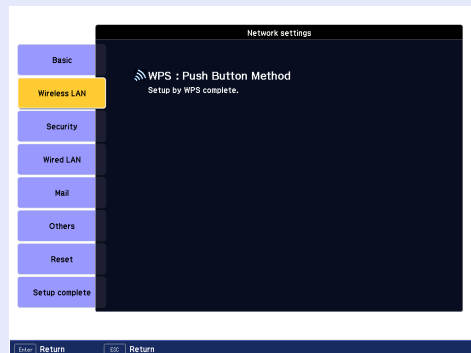 Network settings
Basic
Wireless LAN
Security
Wired LAN
Mail
Others
Reset
Setup complete
WPS : Push Button Method
Setup by WPS complete.
Enter Return
ESC Return